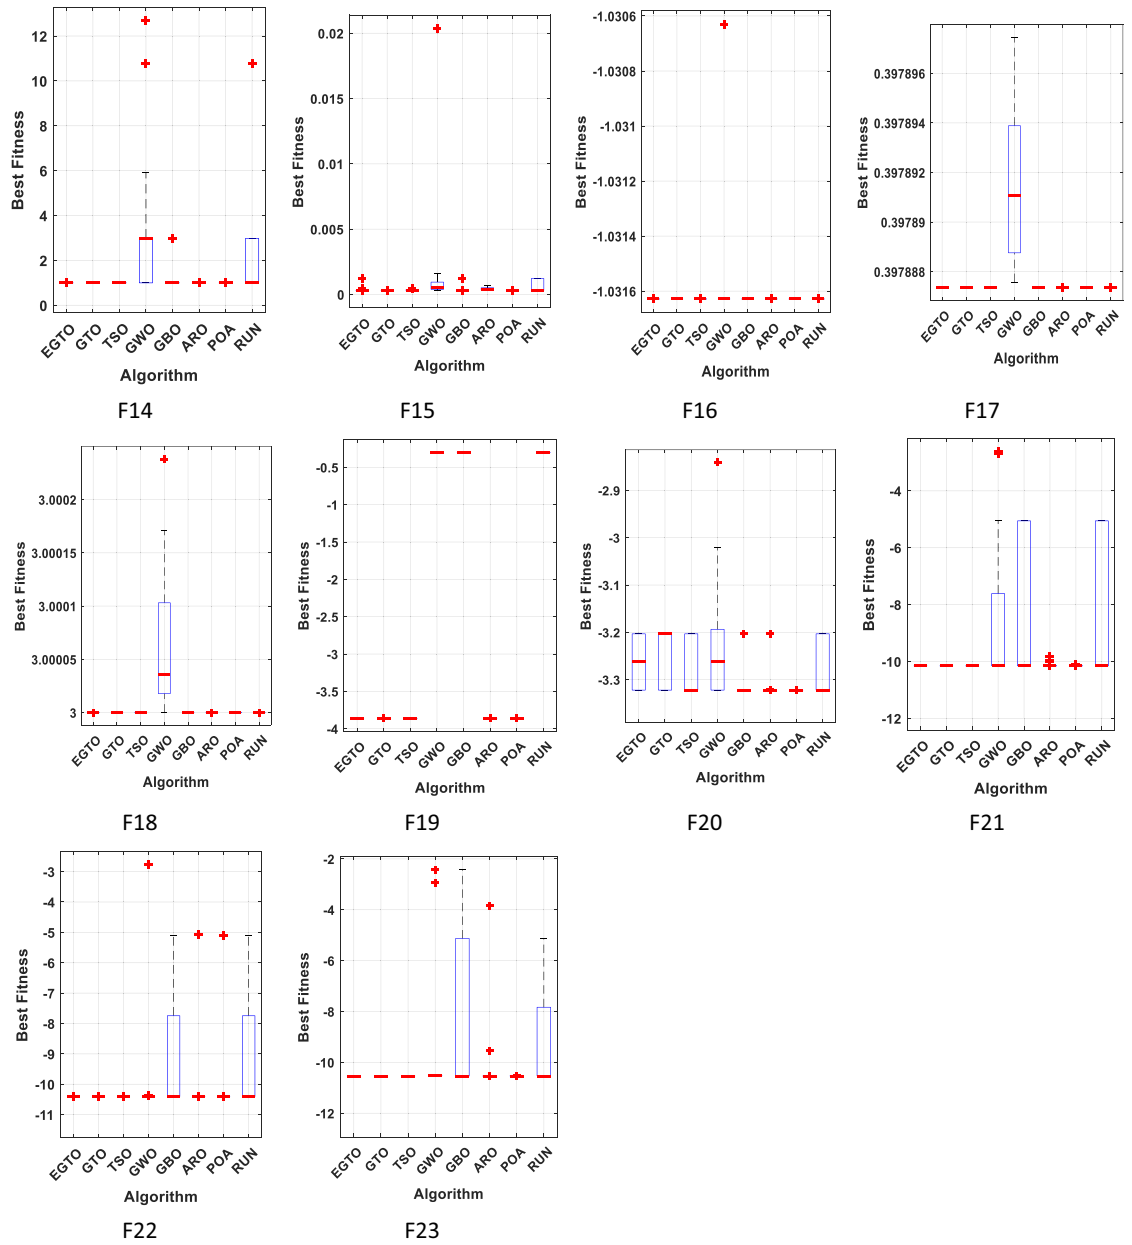 12
10
8
6
4
2
0
Best Fitness
EGTO
GTO
TSO
GWO
GBO
ARO
POA
RUN
Algorithm
F14
0.02
0.015
0.01
0.005
0
Best Fitness
EGTO
GTO
TSO
GWO
GBO
ARO
POA
RUN
Algorithm
F15
-1.0306
-1.0308
-1.031
-1.0312
-1.0314
-1.0316
Best Fitness
EGTO
GTO
TSO
GWO
GBO
ARO
POA
RUN
Algorithm
F16
0.397896
0.397894
0.397892
0.39789
0.397888
Best Fitness
EGTO
GTO
TSO
GWO
GBO
ARO
POA
RUN
Algorithm
F17
3.0002
3.00015
3.0001
3.00005
3
Best Fitness
EGTO
GTO
TSO
GWO
GBO
ARO
POA
RUN
Algorithm
F18
-0.5
-1
-1.5
-2
-2.5
-3
-3.5
-4
Best Fitness
EGTO
GTO
TSO
GWO
GBO
ARO
POA
RUN
Algorithm
F19
-2.9
-3
-3.1
-3.2
-3.3
Best Fitness
EGTO
GTO
TSO
GWO
GBO
ARO
POA
RUN
Algorithm
F20
-4
-6
-8
-10
-12
Best Fitness
EGTO
GTO
TSO
GWO
GBO
ARO
POA
RUN
Algorithm
F21
-3
-4
-5
-6
-7
-8
-9
-10
-11
Best Fitness
EGTO
GTO
TSO
GWO
GBO
ARO
POA
RUN
Algorithm
F22
-2
-4
-6
-8
-10
-12
Best Fitness
EGTO
GTO
TSO
GWO
GBO
ARO
POA
RUN
Algorithm
F23